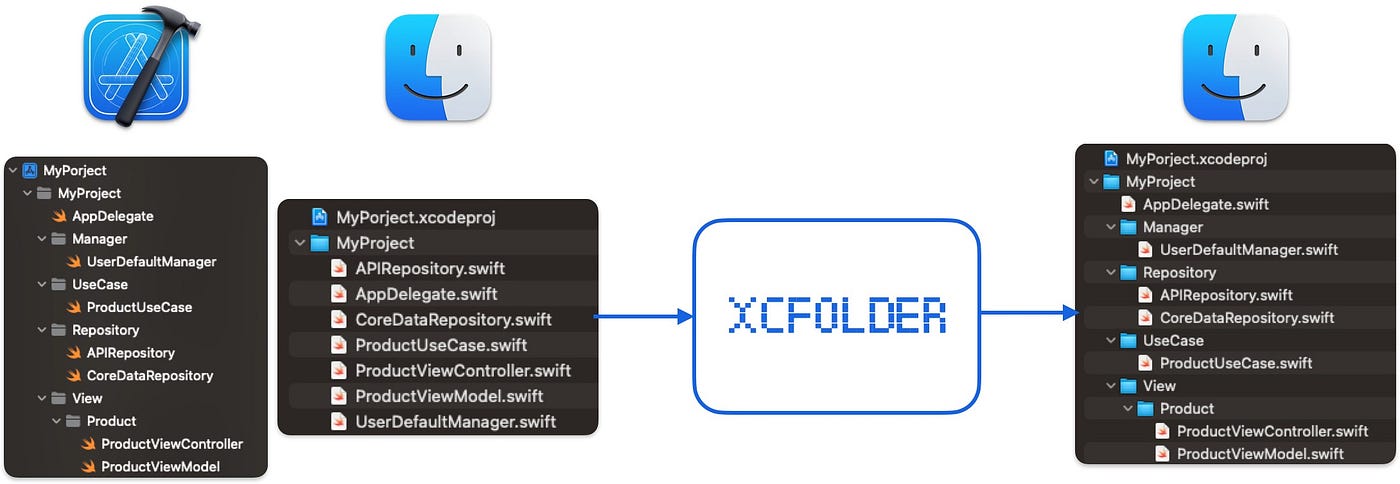 MyPorject
MyProject
AppDelegate
Manager
UserDefaultManager
UseCase
ProductUseCase
Repository
APIRepository
CoreDataRepository
View
Product
ProductViewController
ProductViewModel
MyPorject.xcodeproj
MyProject
APIRepository.swift
AppDelegate.swift
CoreDataRepository.swift
ProductUseCase.swift
ProductViewController.swift
ProductViewModel.swift
UserDefaultManager.swift
XCFOLDER
MyPorject.xcodeproj
MyProject
AppDelegate.swift
Manager
UserDefaultManager.swift
Repository
APIRepository.swift
CoreDataRepository.swift
UseCase
ProductUseCase.swift
View
Product
ProductViewController.swift
ProductViewModel.swift